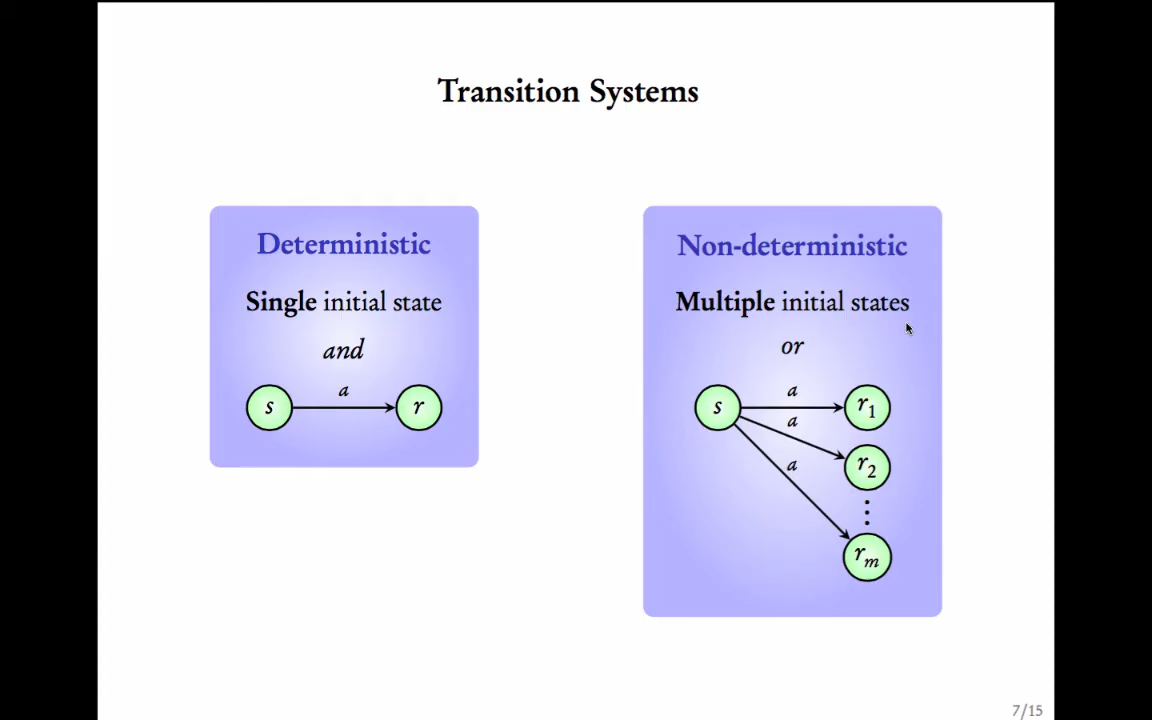 Transition Systems
Deterministic
Single initial state
and
a
s
r
Non-deterministic
Multiple initial states
or
a
s
r1
a
r2
a
⋮
rm
7/15